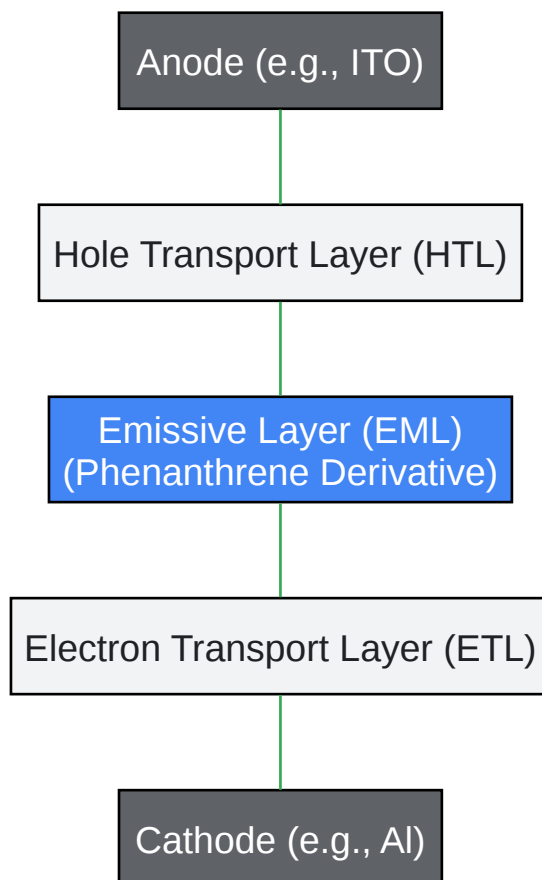 Anode (e.g., ITO)
Hole Transport Layer (HTL)
Emissive Layer (EML)
(Phenanthrene Derivative)
Electron Transport Layer (ETL)
Cathode (e.g., Al)